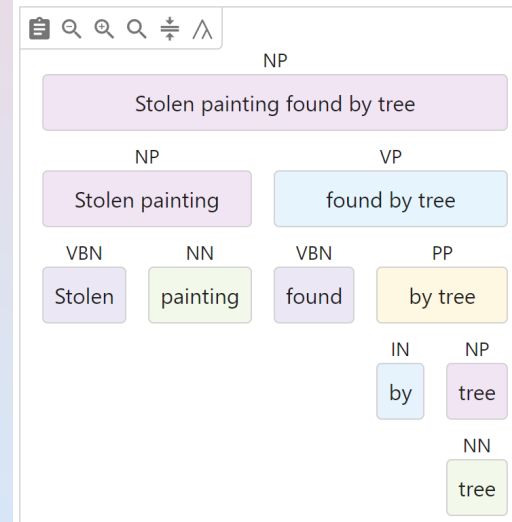 NP
Stolen painting found by tree
NP VP
Stolen painting found by tree
VBN NN VBN PP
Stolen painting found by tree
IN NP
by tree
NN
tree